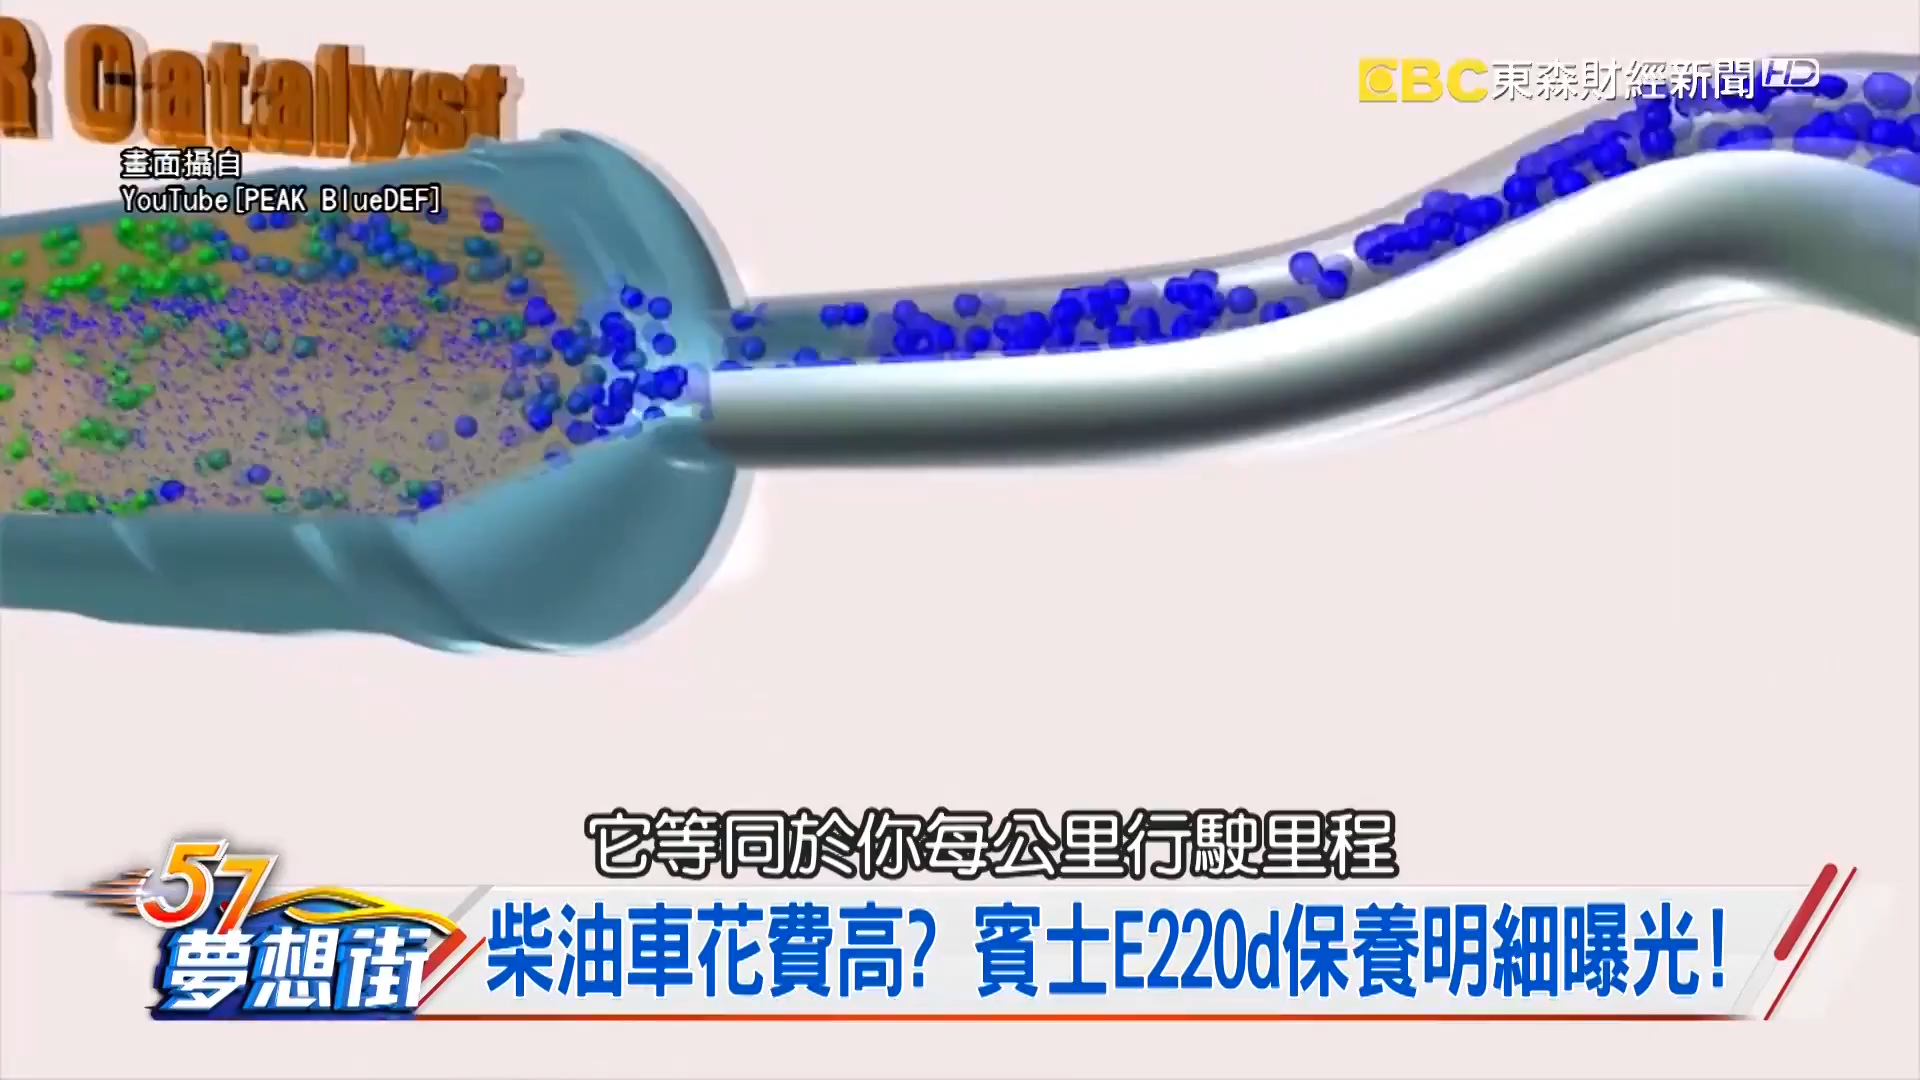 R Catalyst
EBC東森財經新聞HD
畫面攝自
YouTube[PEAK BlueDEF]
它等同於你每公里行駛里程
57
夢想街
柴油車花費高? 賓士E220d保養明細曝光!